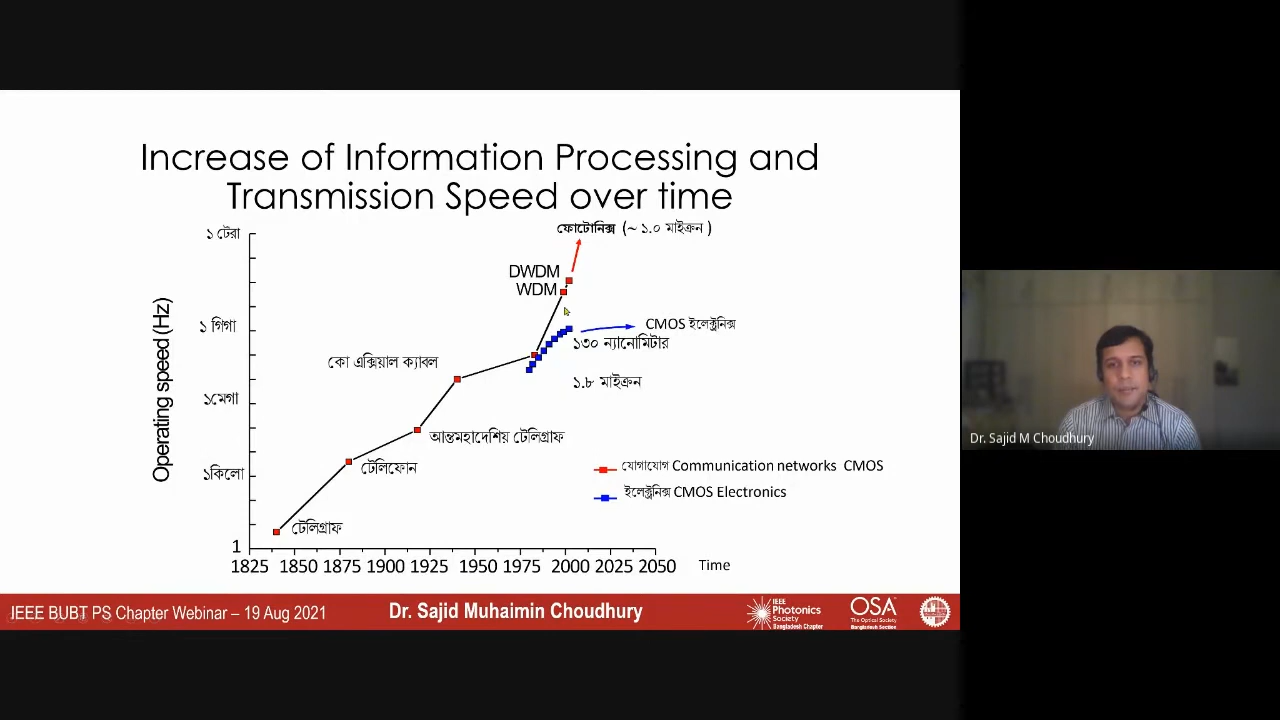 Increase of Information Processing and
Transmission Speed over time
ফোটোনিক্স (~ ১.০ মাইক্রন )
১ টেরা
DWDM
WDM
১ গিগা
CMOS ইলেক্ট্রনিক্স
১৩০ ন্যানোমিটার
কো এক্সিয়াল ক্যাবল
১.৮ মাইক্রন
১মেগা
Operating speed (Hz)
আন্তমহাদেশিয় টেলিগ্রাফ
টেলিফোন
১কিলো
যোগাযোগ Communication networks CMOS
ইলেক্ট্রনিক্স CMOS Electronics
টেলিগ্রাফ
1
1825 1850 1875 1900 1925 1950 1975 2000 2025 2050 Time
IEEE BUBT PS Chapter Webinar – 19 Aug 2021
Dr. Sajid Muhaimin Choudhury
IEEE
Photonics
Society
Bangladesh Chapter
OSA
The Optical Society
Bangladesh Section
Dr. Sajid M Choudhury